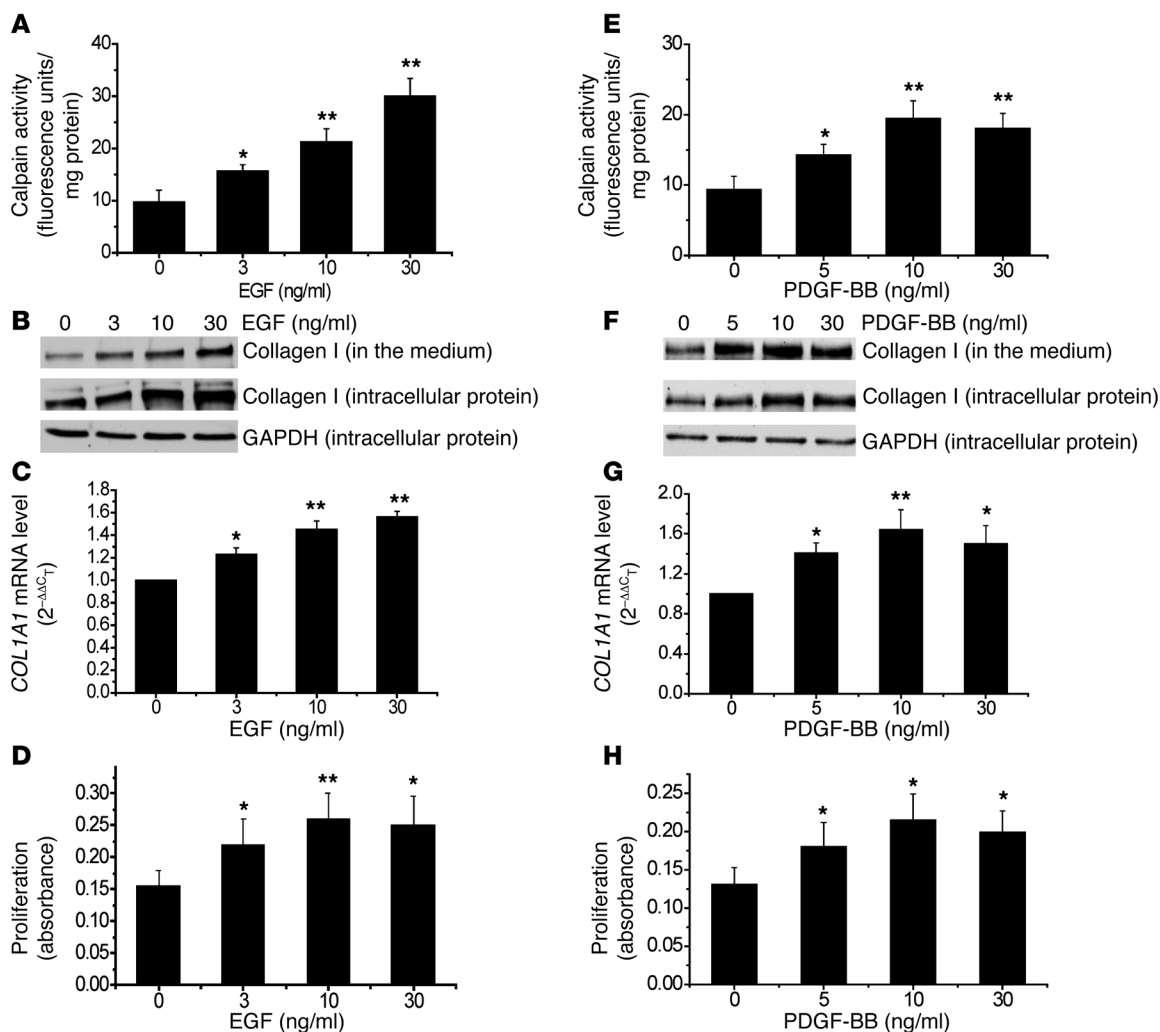 A
Calpain activity
(fluorescence units/
mg protein)
40
30
20
10
0
*
**
**
0 3 10 30
EGF (ng/ml)
B
0 3 10 30 EGF (ng/ml)
Collagen I (in the medium)
Collagen I (intracellular protein)
GAPDH (intracellular protein)
C
COL1A1 mRNA level
(2–ΔΔCT)
1.8
1.6
1.4
1.2
1.0
0.8
0.6
0.4
0.2
0.0
*
**
**
0 3 10 30
EGF (ng/ml)
D
Proliferation
(absorbance)
0.30
0.25
0.20
0.15
0.10
0.05
0.00
*
**
*
0 3 10 30
EGF (ng/ml)
E
Calpain activity
(fluorescence units/
mg protein)
30
20
10
0
*
**
**
0 5 10 30
PDGF-BB (ng/ml)
F
0 5 10 30 PDGF-BB (ng/ml)
Collagen I (in the medium)
Collagen I (intracellular protein)
GAPDH (intracellular protein)
G
COL1A1 mRNA level
(2–ΔΔCT)
2.0
1.6
1.2
0.8
0.4
0.0
*
**
*
0 5 10 30
PDGF-BB (ng/ml)
H
Proliferation
(absorbance)
0.25
0.20
0.15
0.10
0.05
0.00
*
*
*
0 5 10 30
PDGF-BB (ng/ml)